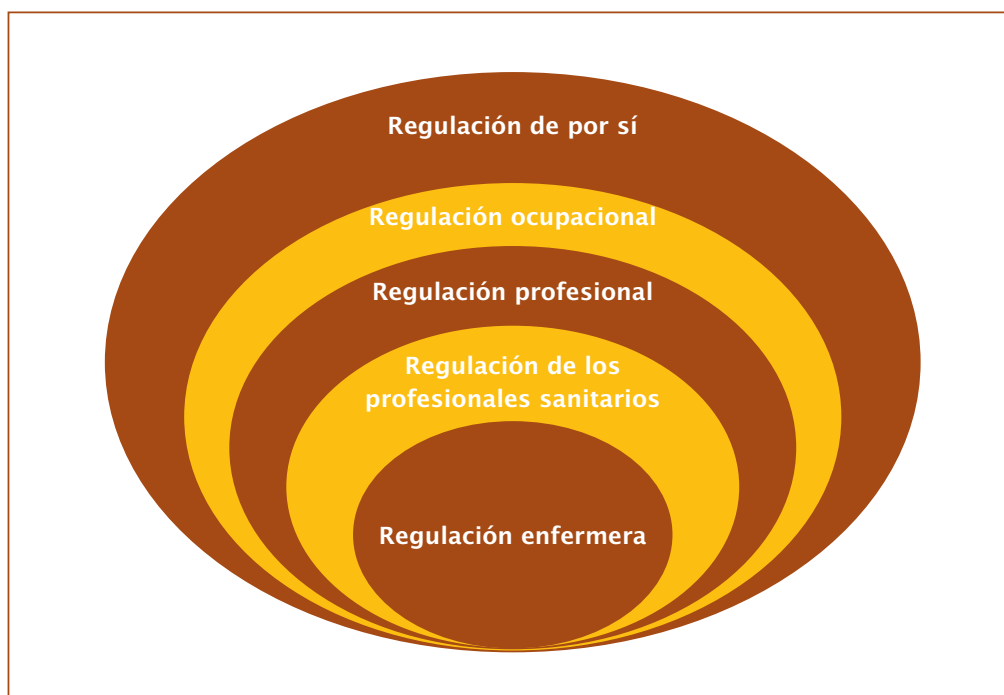 Regulación de por sí
Regulación ocupacional
Regulación profesional
Regulación de los
profesionales sanitarios
Regulación enfermera